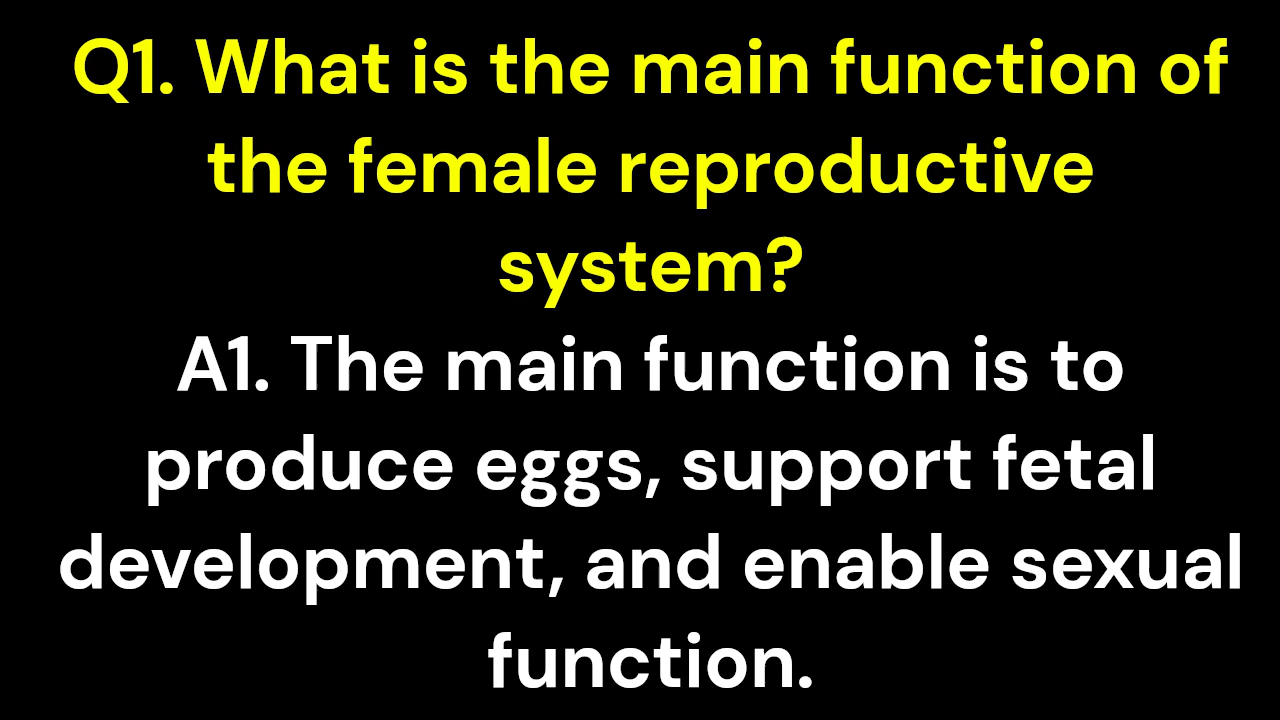 Q1. What is the main function of
the female reproductive
system?
A1. The main function is to
produce eggs, support fetal
development, and enable sexual
function.